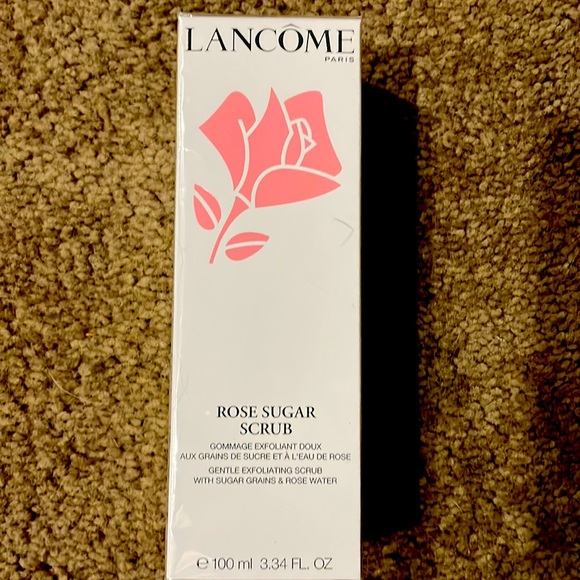 LANCÔME
PARIS
ROSE SUGAR
SCRUB
GOMMAGE EXFOLIANT DOUX
AUX GRAINS DE SUCRE ET À L'EAU DE ROSE
GENTLE EXFOLIATING SCRUB
WITH SUGAR GRAINS & ROSE WATER
℮ 100 ml 3.34 FL. OZ